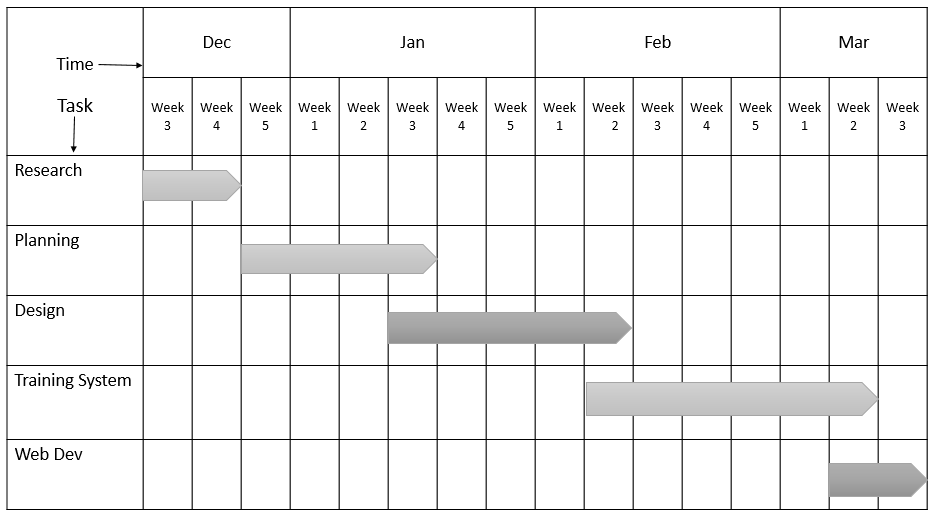 Dec Jan Feb Mar
Time
Task
Week Week Week Week Week Week Week Week Week Week Week Week Week Week Week Week
3 4 5 1 2 3 4 5 1 2 3 4 5 1 2 3
Research
Planning
Design
Training System
Web Dev